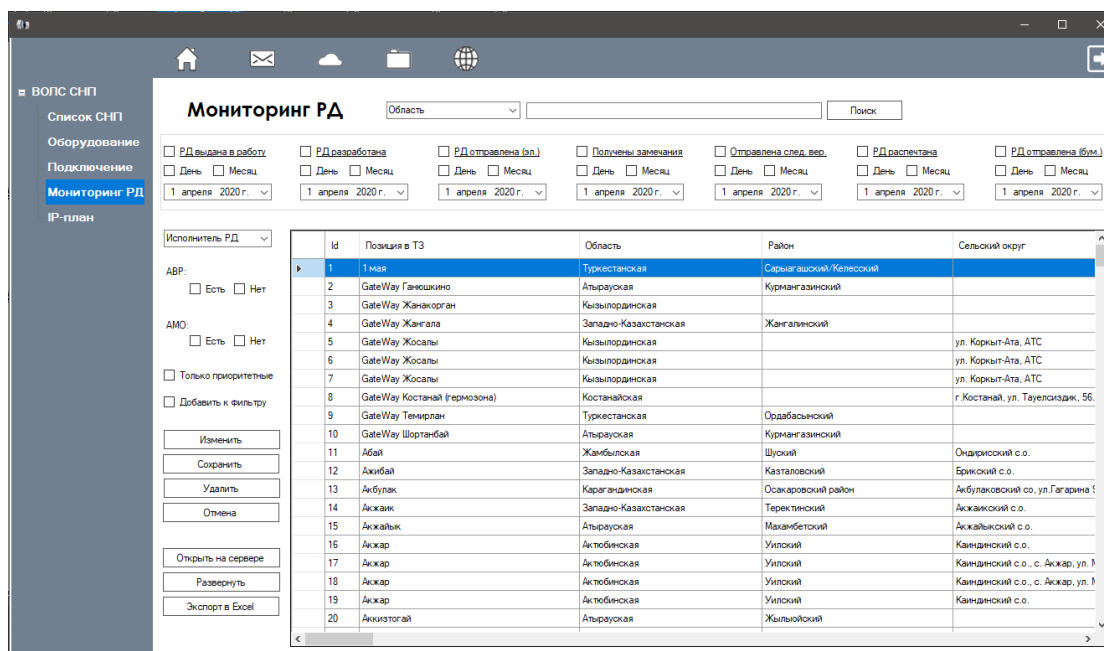 ВОЛС СНП
Список СНП
Оборудование
Подключение
Мониторинг РД
IP-план
Мониторинг РД Область Поиск
РД выдана в работу РД разработана РД отправлена (эл.) Получены замечания Отправлена след. вер. РД распечтана РД отправлена (бум.)
День Месяц День Месяц День Месяц День Месяц День Месяц День Месяц День Месяц
1 апреля 2020 г. 1 апреля 2020 г. 1 апреля 2020 г. 1 апреля 2020 г. 1 апреля 2020 г. 1 апреля 2020 г. 1 апреля 2020 г.
Исполнитель РД
АВР:
Есть Нет
АМО:
Есть Нет
Только приоритетные
Добавить к фильтру
Изменить
Сохранить
Удалить
Отмена
Открыть на сервере
Развернуть
Экспорт в Excel
Id Позиция в ТЗ Область Район Сельский округ
1 1 мая Туркестанская Сарыагашский/Келесский
2 GateWay Ганюшкино Атырауская Курмангазинский
3 GateWay Жанакорган Кызылординская
4 GateWay Жангала Западно-Казахстанская Жангалинский
5 GateWay Жосалы Кызылординская ул. Коркыт-Ата, АТС
6 GateWay Жосалы Кызылординская ул. Коркыт-Ата, АТС
7 GateWay Жосалы Кызылординская ул. Коркыт-Ата, АТС
8 GateWay Костанай (гермозона) Костанайская г.Костанай, ул. Тауелсиздик, 56.
9 GateWay Темирлан Туркестанская Ордабасынский
10 GateWay Шортанбай Атырауская Курмангазинский
11 Абай Жамбылская Шуский Ондирисский с.о.
12 Ажибай Западно-Казахстанская Казталовский Брикский с.о.
13 Акбулак Карагандинская Осакаровский район Акбулаковский со, ул.Гагарина
14 Акжаик Западно-Казахстанская Теректинский Акжаикский с.о.
15 Акжайык Атырауская Махамбетский Акжайыкский с.о.
16 Акжар Актюбинская Уилский Каиндинский с.о.
17 Акжар Актюбинская Уилский Каиндинский с.о., с. Акжар, ул.
18 Акжар Актюбинская Уилский Каиндинский с.о., с. Акжар, ул.
19 Акжар Актюбинская Уилский Каиндинский с.о.
20 Аккизтогай Атырауская Жылыойский